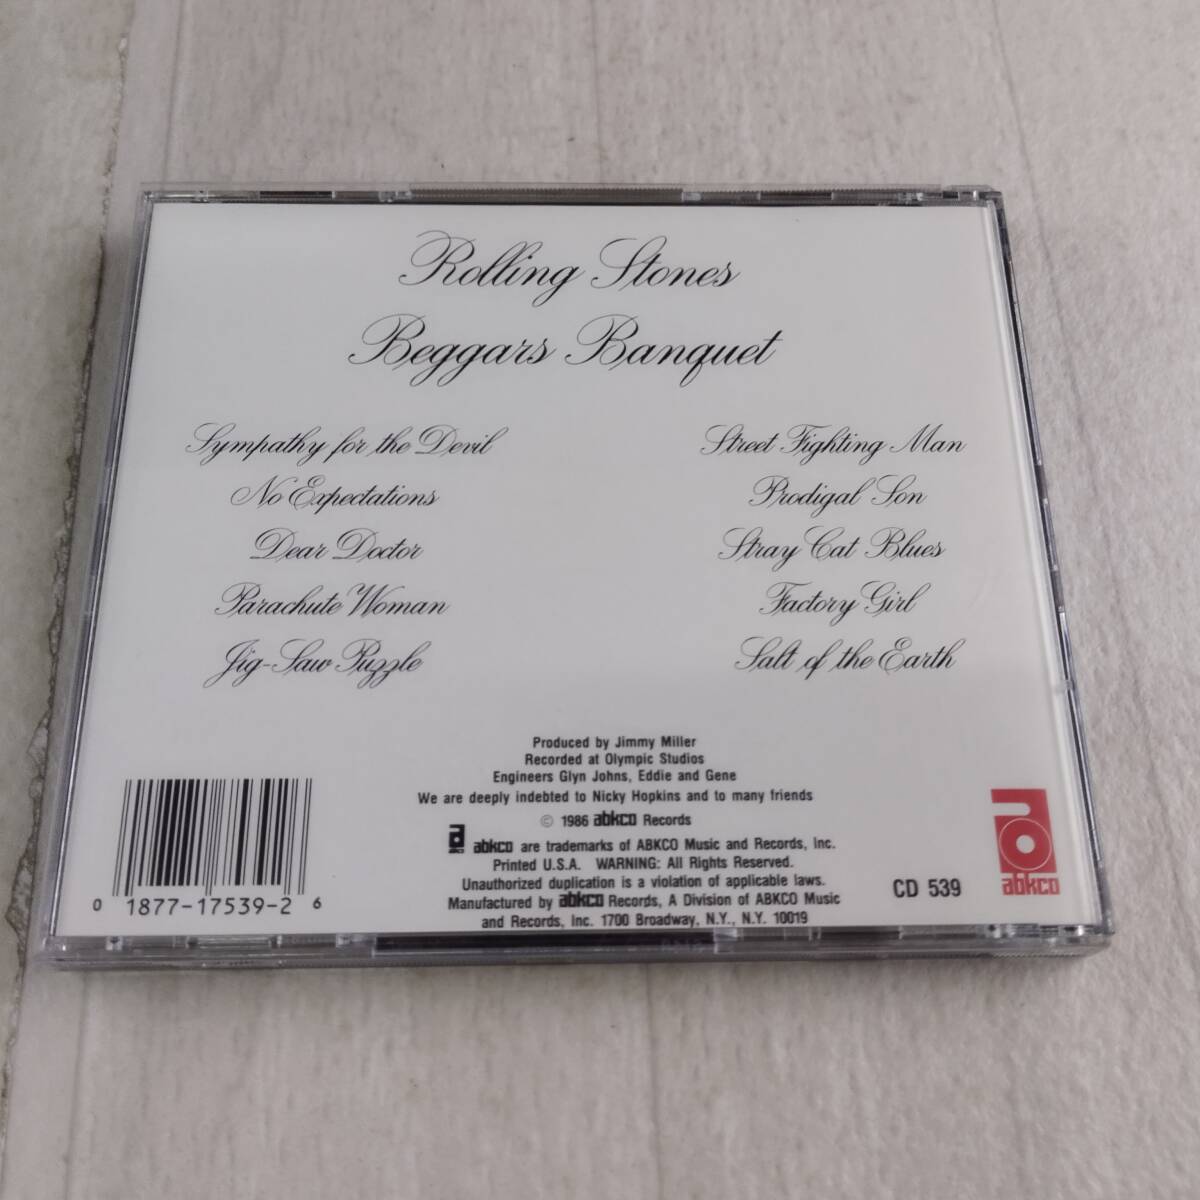 Rolling Stones
Beggars Banquet
Sympathy for the Devil
No Expectations
Dear Doctor
Parachute Woman
Jig-Saw Puzzle
Street Fighting Man
Prodigal Son
Stray Cat Blues
Factory Girl
Salt of the Earth
Produced by Jimmy Miller
Recorded at Olympic Studios
Engineers Glyn Johns, Eddie and Gene
We are deeply indebted to Nicky Hopkins and to many friends
© 1986 abkco Records
abkco are trademarks of ABKCO Music and Records, Inc.
Printed U.S.A. WARNING: All Rights Reserved.
Unauthorized duplication is a violation of applicable laws.
Manufactured by abkco Records, A Division of ABKCO Music
and Records, Inc. 1700 Broadway, N.Y., N.Y. 10019
0 18771-17539-2 6
CD 539
abkco